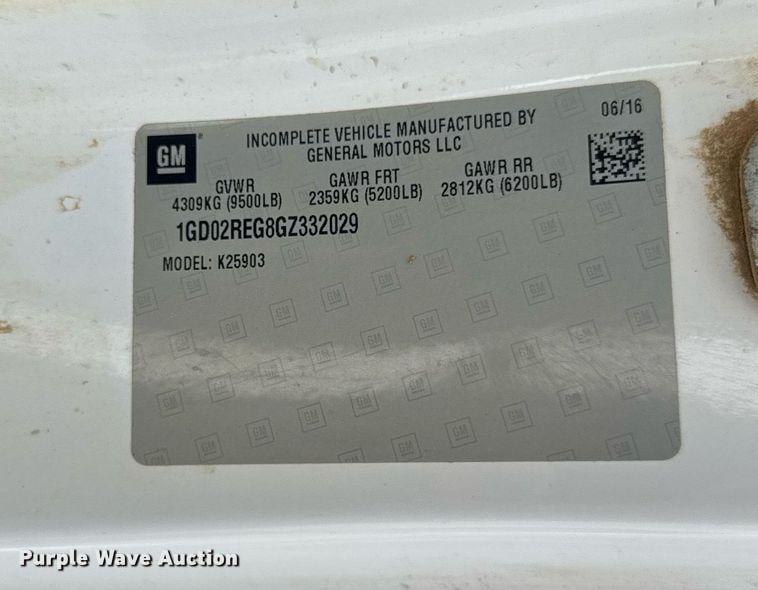 GM
INCOMPLETE VEHICLE MANUFACTURED BY
GENERAL MOTORS LLC
06/16
GVWR
4309KG (9500LB)
GAWR FRT
2359KG (5200LB)
GAWR RR
2812KG (6200LB)
1GD02REG8GZ332029
MODEL: K25903
Purple Wave Auction